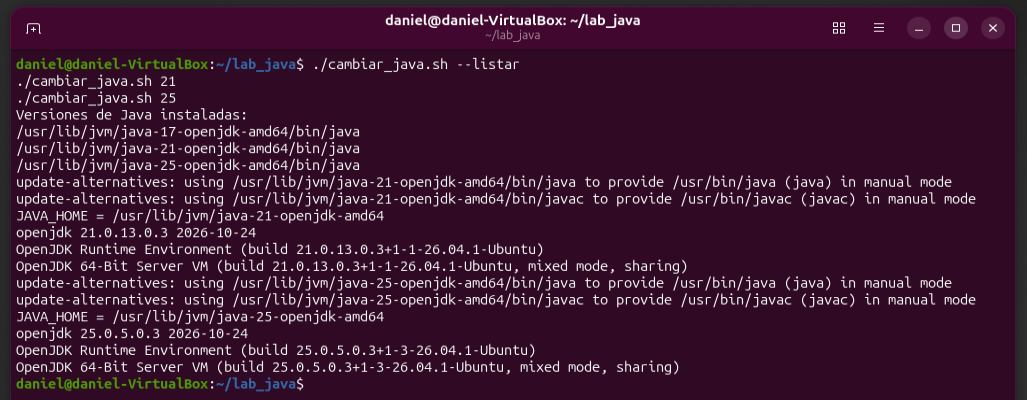 daniel@daniel-VirtualBox: ~/lab_java
~/lab_java
daniel@daniel-VirtualBox:~/lab_java$ ./cambiar_java.sh --listar
./cambiar_java.sh 21
./cambiar_java.sh 25
Versiones de Java instaladas:
/usr/lib/jvm/java-17-openjdk-amd64/bin/java
/usr/lib/jvm/java-21-openjdk-amd64/bin/java
/usr/lib/jvm/java-25-openjdk-amd64/bin/java
update-alternatives: using /usr/lib/jvm/java-21-openjdk-amd64/bin/java to provide /usr/bin/java (java) in manual mode
update-alternatives: using /usr/lib/jvm/java-21-openjdk-amd64/bin/javac to provide /usr/bin/javac (javac) in manual mode
JAVA_HOME = /usr/lib/jvm/java-21-openjdk-amd64
openjdk 21.0.13.0.3 2026-10-24
OpenJDK Runtime Environment (build 21.0.13.0.3+1-1-26.04.1-Ubuntu)
OpenJDK 64-Bit Server VM (build 21.0.13.0.3+1-1-26.04.1-Ubuntu, mixed mode, sharing)
update-alternatives: using /usr/lib/jvm/java-25-openjdk-amd64/bin/java to provide /usr/bin/java (java) in manual mode
update-alternatives: using /usr/lib/jvm/java-25-openjdk-amd64/bin/javac to provide /usr/bin/javac (javac) in manual mode
JAVA_HOME = /usr/lib/jvm/java-25-openjdk-amd64
openjdk 25.0.5.0.3 2026-10-24
OpenJDK Runtime Environment (build 25.0.5.0.3+1-3-26.04.1-Ubuntu)
OpenJDK 64-Bit Server VM (build 25.0.5.0.3+1-3-26.04.1-Ubuntu, mixed mode, sharing)
daniel@daniel-VirtualBox:~/lab_java$